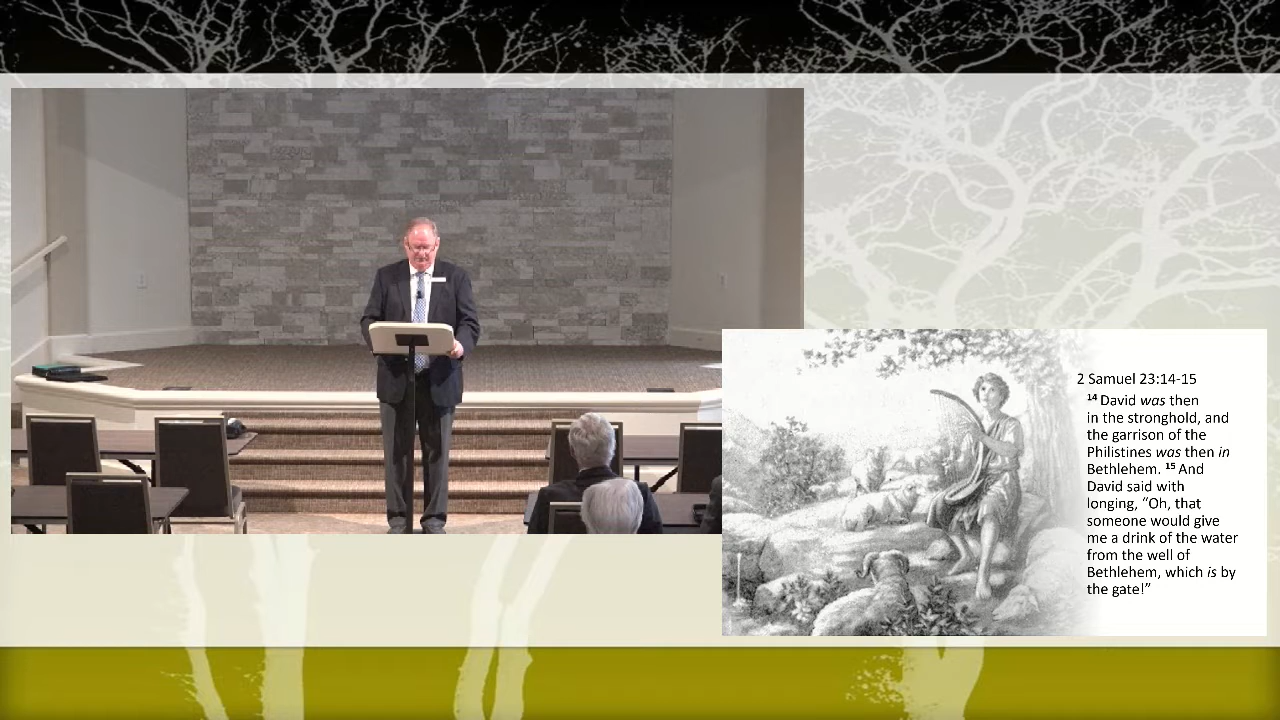 2 Samuel 23:14-15
14 David was then
in the stronghold, and
the garrison of the
Philistines was then in
Bethlehem. 15 And
David said with
longing, “Oh, that
someone would give
me a drink of the water
from the well of
Bethlehem, which is by
the gate!”